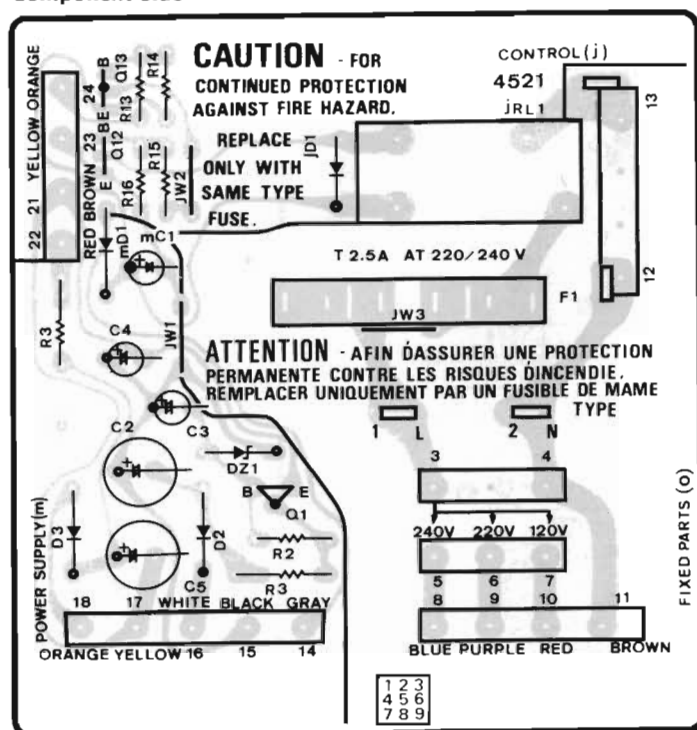 CAUTION - FOR
CONTINUED PROTECTION
AGAINST FIRE HAZARD.
REPLACE
ONLY WITH
SAME TYPE
FUSE.
CONTROL (j)
4521
jRL1
13
12
JD1
Q13
R14
B
24
R13
BE
Q12
R15
23
E
R16
JW2
YELLOW ORANGE
22 21
RED BROWN
mD1
mC1
T 2.5A AT 220/240 V
F1
JW3
R3
C4
JW1
ATTENTION - AFIN D́ASSURER UNE PROTECTION
PERMANENTE CONTRE LES RISQUES D́INCENDIE.
REMPLACER UNIQUEMENT PAR UN FUSIBLE DE MAME
TYPE
1 L
2 N
C3
C2
DZ1
B E
Q1
3 4
240V 220V 120V
5 6 7
8 9 10 11
BLUE PURPLE RED BROWN
D3
D2
R2
R3
C5
POWER SUPPLY (m)
FIXED PARTS (o)
18 17 WHITE BLACK GRAY
ORANGE YELLOW 16 15 14
1 2 3
4 5 6
7 8 9